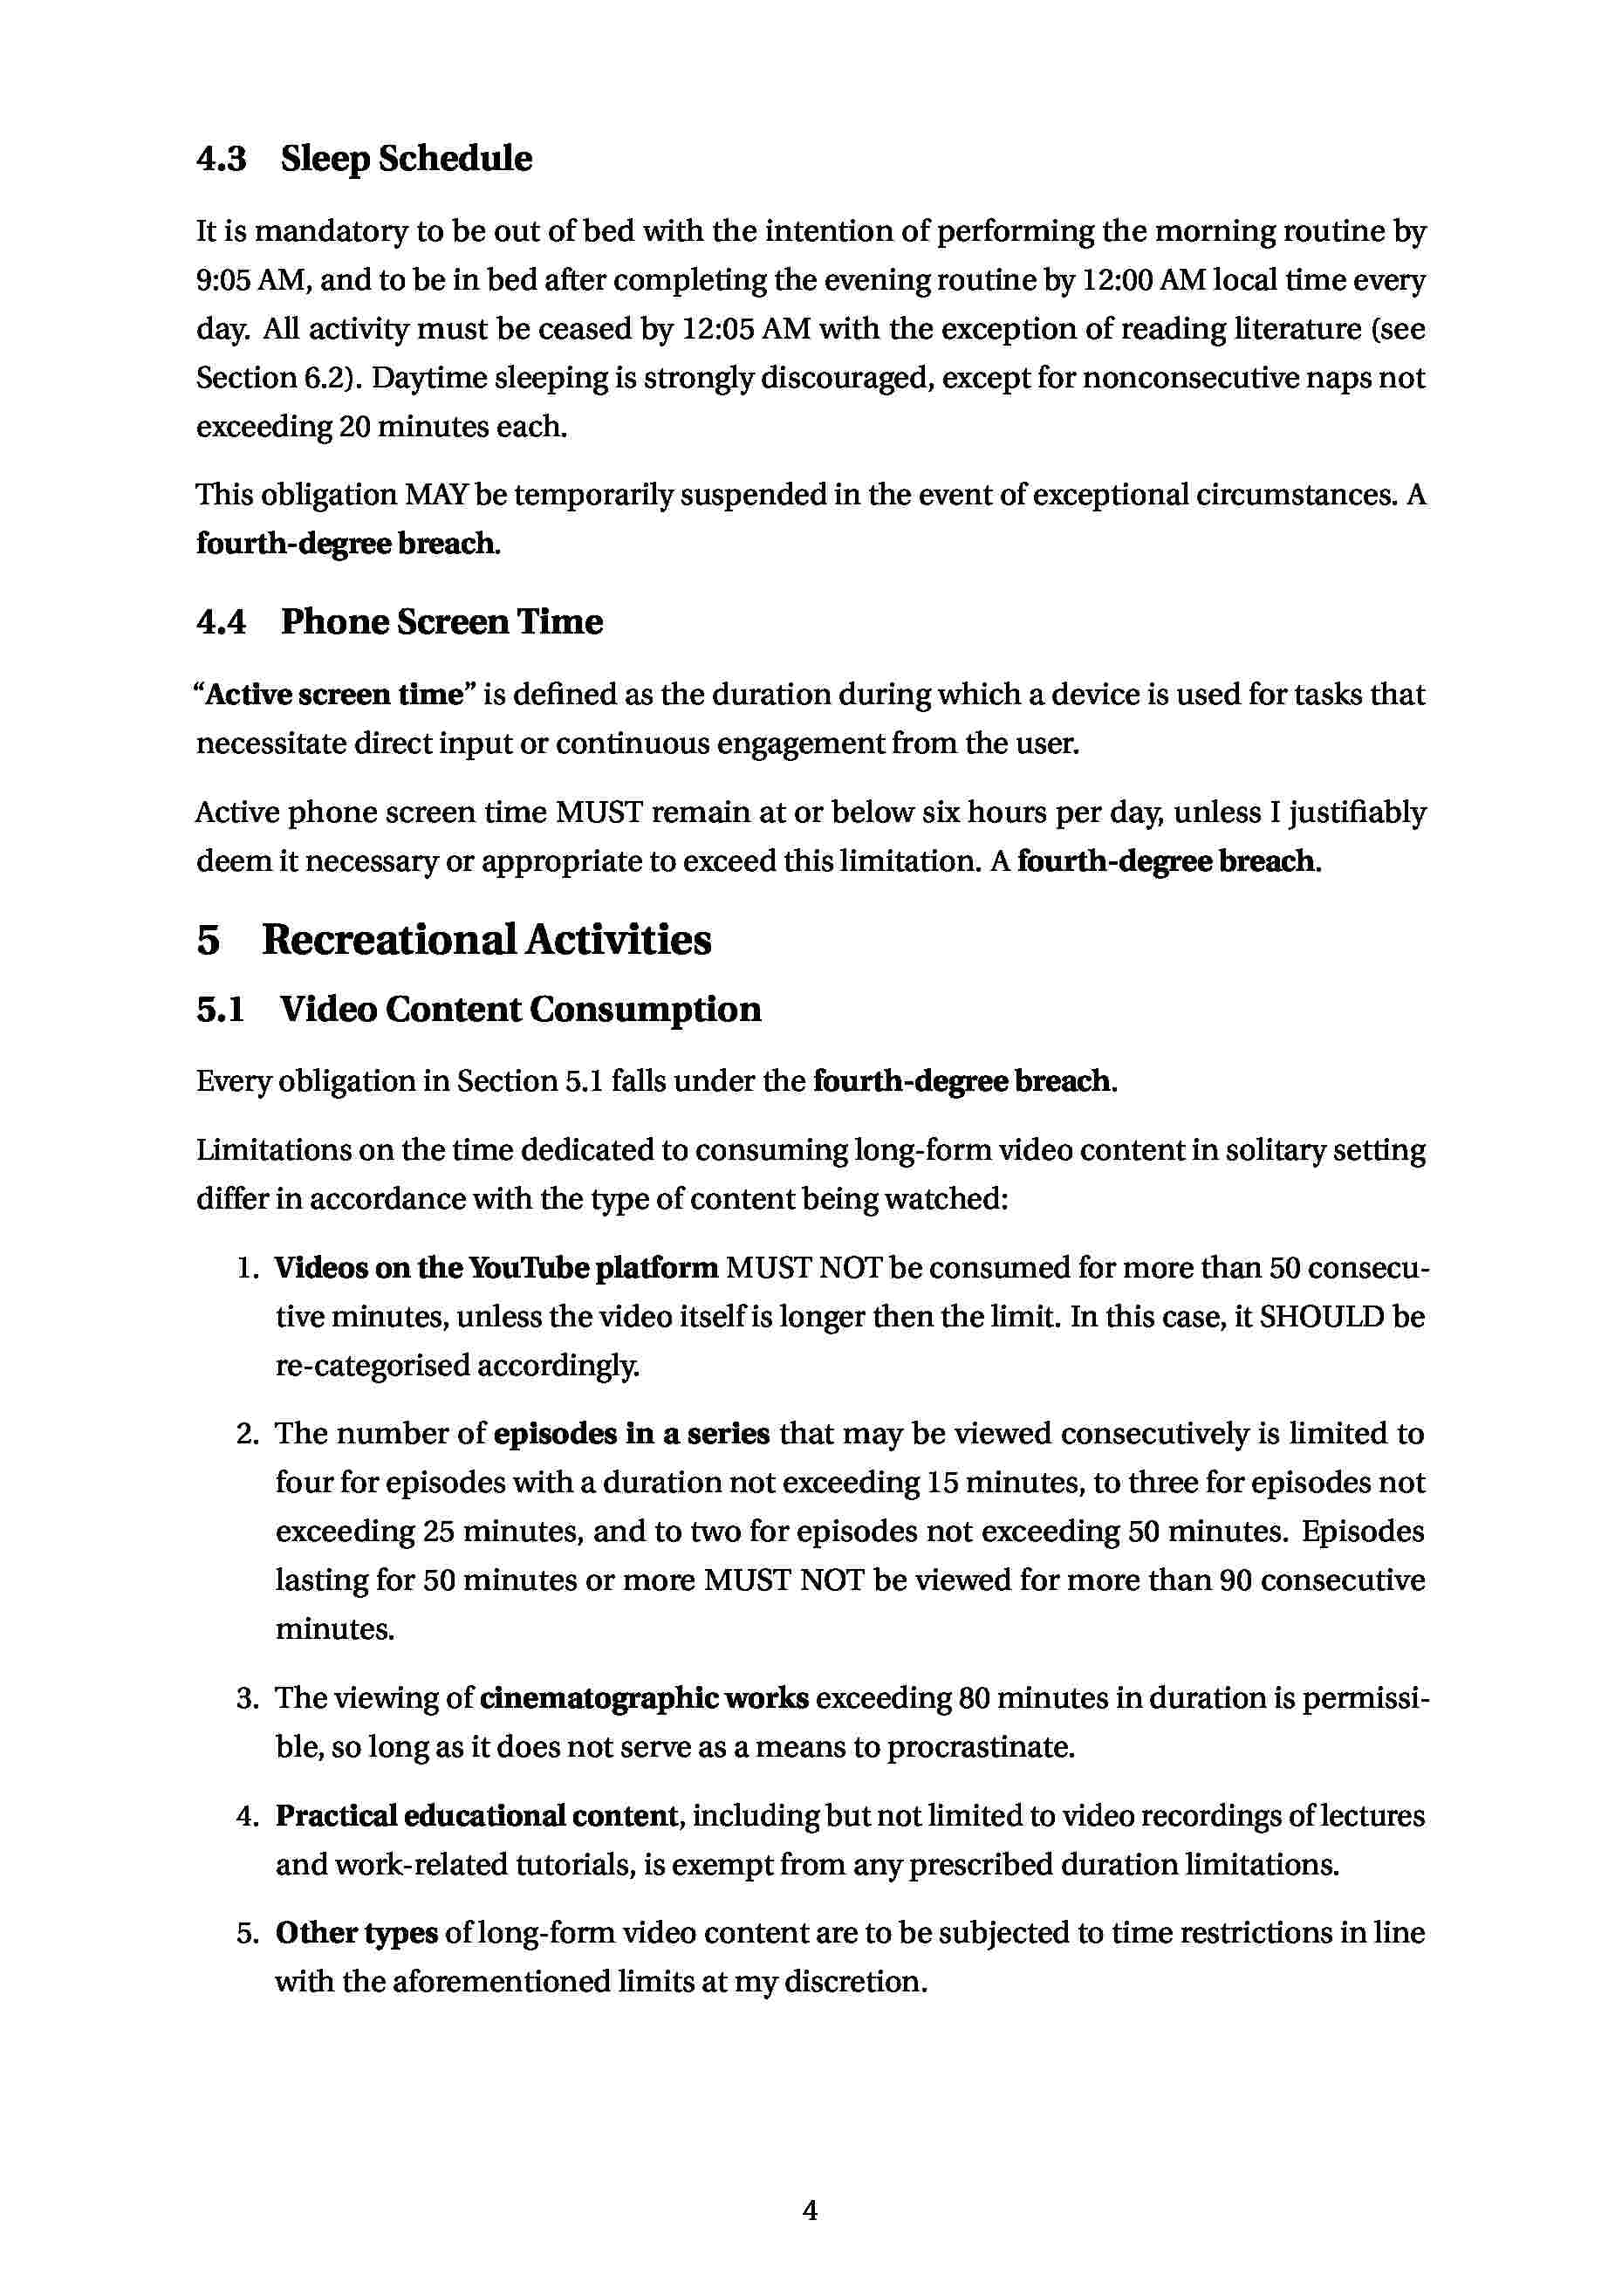 4.3 Sleep Schedule
It is mandatory to be out of bed with the intention of performing the morning routine by
9:05 AM, and to be in bed after completing the evening routine by 12:00 AM local time every
day. All activity must be ceased by 12:05 AM with the exception of reading literature (see
Section 6.2). Daytime sleeping is strongly discouraged, except for nonconsecutive naps not
exceeding 20 minutes each.
This obligation MAY be temporarily suspended in the event of exceptional circumstances. A
fourth-degree breach.
4.4 Phone Screen Time
“Active screen time” is defined as the duration during which a device is used for tasks that
necessitate direct input or continuous engagement from the user.
Active phone screen time MUST remain at or below six hours per day, unless I justifiably
deem it necessary or appropriate to exceed this limitation. A fourth-degree breach.
5 Recreational Activities
5.1 Video Content Consumption
Every obligation in Section 5.1 falls under the fourth-degree breach.
Limitations on the time dedicated to consuming long-form video content in solitary setting
differ in accordance with the type of content being watched:
1. Videos on the YouTube platform MUST NOT be consumed for more than 50 consecu-
tive minutes, unless the video itself is longer then the limit. In this case, it SHOULD be
re-categorised accordingly.
2. The number of episodes in a series that may be viewed consecutively is limited to
four for episodes with a duration not exceeding 15 minutes, to three for episodes not
exceeding 25 minutes, and to two for episodes not exceeding 50 minutes. Episodes
lasting for 50 minutes or more MUST NOT be viewed for more than 90 consecutive
minutes.
3. The viewing of cinematographic works exceeding 80 minutes in duration is permissi-
ble, so long as it does not serve as a means to procrastinate.
4. Practical educational content, including but not limited to video recordings of lectures
and work-related tutorials, is exempt from any prescribed duration limitations.
5. Other types of long-form video content are to be subjected to time restrictions in line
with the aforementioned limits at my discretion.
4